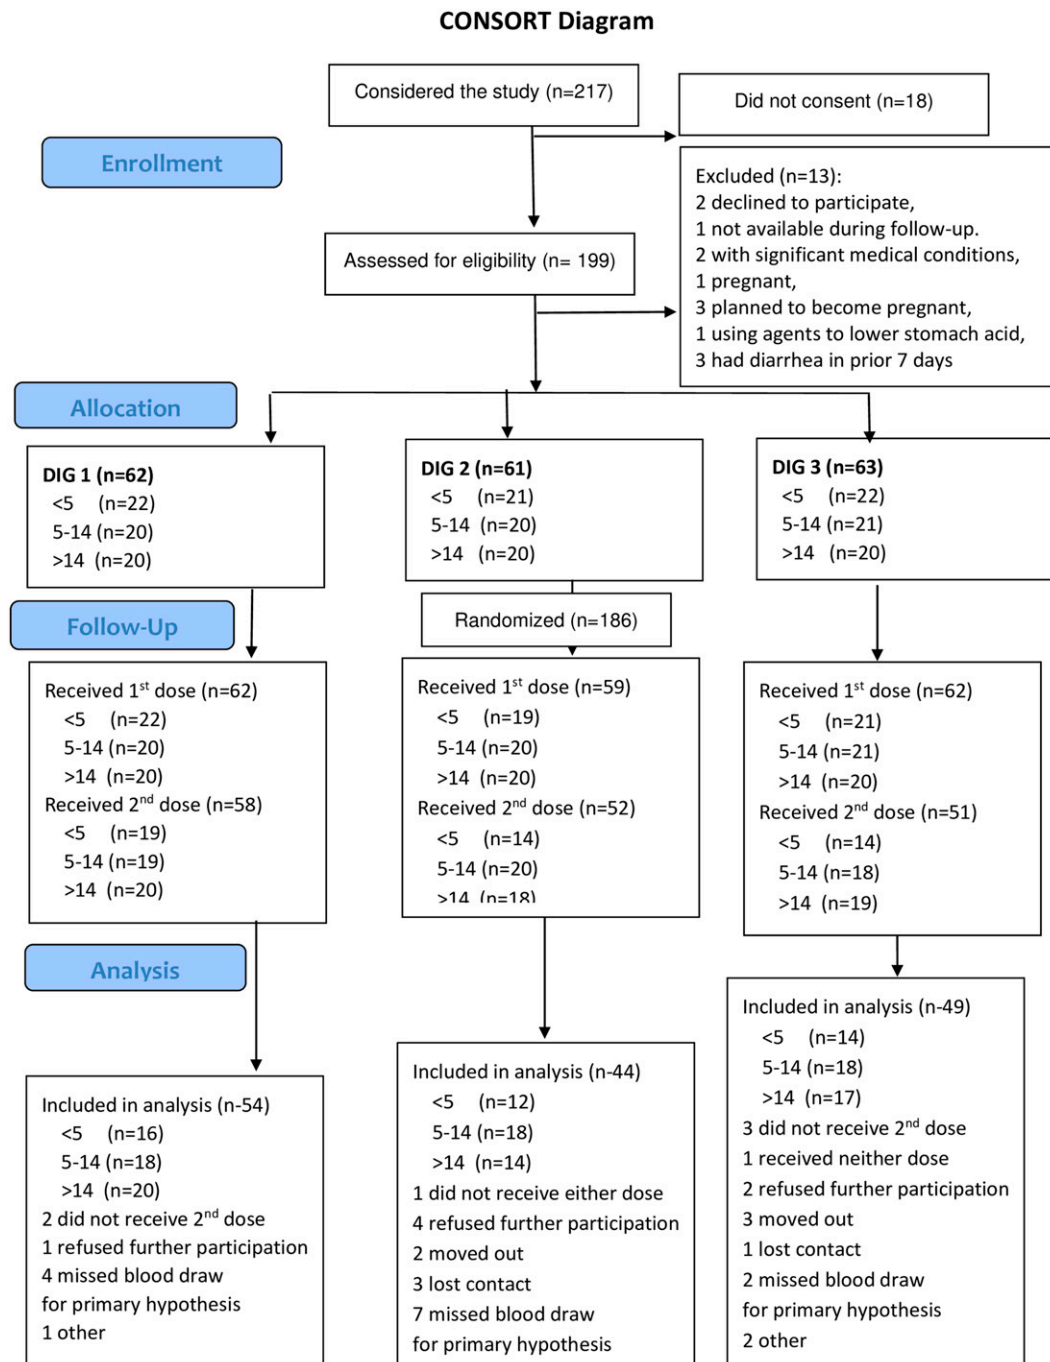 CONSORT Diagram
Considered the study (n=217)
Did not consent (n=18)
Enrollment
Excluded (n=13):
2 declined to participate,
1 not available during follow-up.
2 with significant medical conditions,
1 pregnant,
3 planned to become pregnant,
1 using agents to lower stomach acid,
3 had diarrhea in prior 7 days
Assessed for eligibility (n= 199)
Allocation
DIG 1 (n=62)
<5 (n=22)
5-14 (n=20)
>14 (n=20)
DIG 2 (n=61)
<5 (n=21)
5-14 (n=20)
>14 (n=20)
DIG 3 (n=63)
<5 (n=22)
5-14 (n=21)
>14 (n=20)
Follow-Up
Randomized (n=186)
Received 1st dose (n=62)
<5 (n=22)
5-14 (n=20)
>14 (n=20)
Received 2nd dose (n=58)
<5 (n=19)
5-14 (n=19)
>14 (n=20)
Received 1st dose (n=59)
<5 (n=19)
5-14 (n=20)
>14 (n=20)
Received 2nd dose (n=52)
<5 (n=14)
5-14 (n=20)
>14 (n=18)
Received 1st dose (n=62)
<5 (n=21)
5-14 (n=21)
>14 (n=20)
Received 2nd dose (n=51)
<5 (n=14)
5-14 (n=18)
>14 (n=19)
Analysis
Included in analysis (n-54)
<5 (n=16)
5-14 (n=18)
>14 (n=20)
2 did not receive 2nd dose
1 refused further participation
4 missed blood draw
for primary hypothesis
1 other
Included in analysis (n-44)
<5 (n=12)
5-14 (n=18)
>14 (n=14)
1 did not receive either dose
4 refused further participation
2 moved out
3 lost contact
7 missed blood draw
for primary hypothesis
Included in analysis (n-49)
<5 (n=14)
5-14 (n=18)
>14 (n=17)
3 did not receive 2nd dose
1 received neither dose
2 refused further participation
3 moved out
1 lost contact
2 missed blood draw
for primary hypothesis
2 other